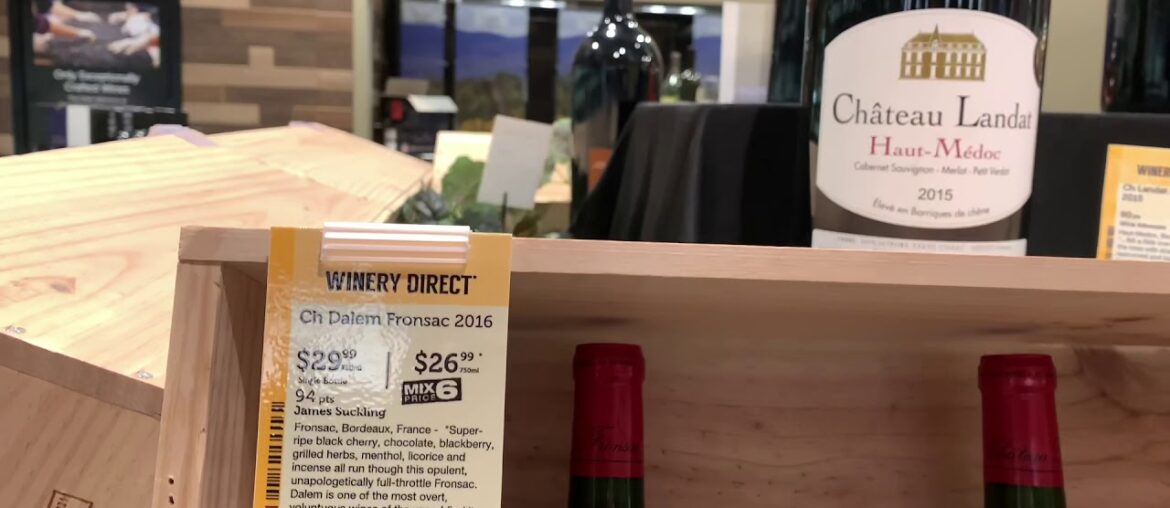 Only Exceptionally
Crafted Wines
Château Landat
Haut-Médoc
Cabernet Sauvignon - Merlot - Petit Verdot
2015
Élevé en Barriques de chêne
WINERY DIRECT
Ch Dalem Fronsac 2016
$29.99 $26.99*
750ml
Single Bottle
MIX 6
PRICE
94 pts
James Suckling
Fronsac, Bordeaux, France - "Super-
ripe black cherry, chocolate, blackberry,
grilled herbs, menthol, licorice and
incense all run though this opulent,
unapologetically full-throttle Fronsac.
Dalem is one of the most overt,
WINER
Ch Landat
Fronsac